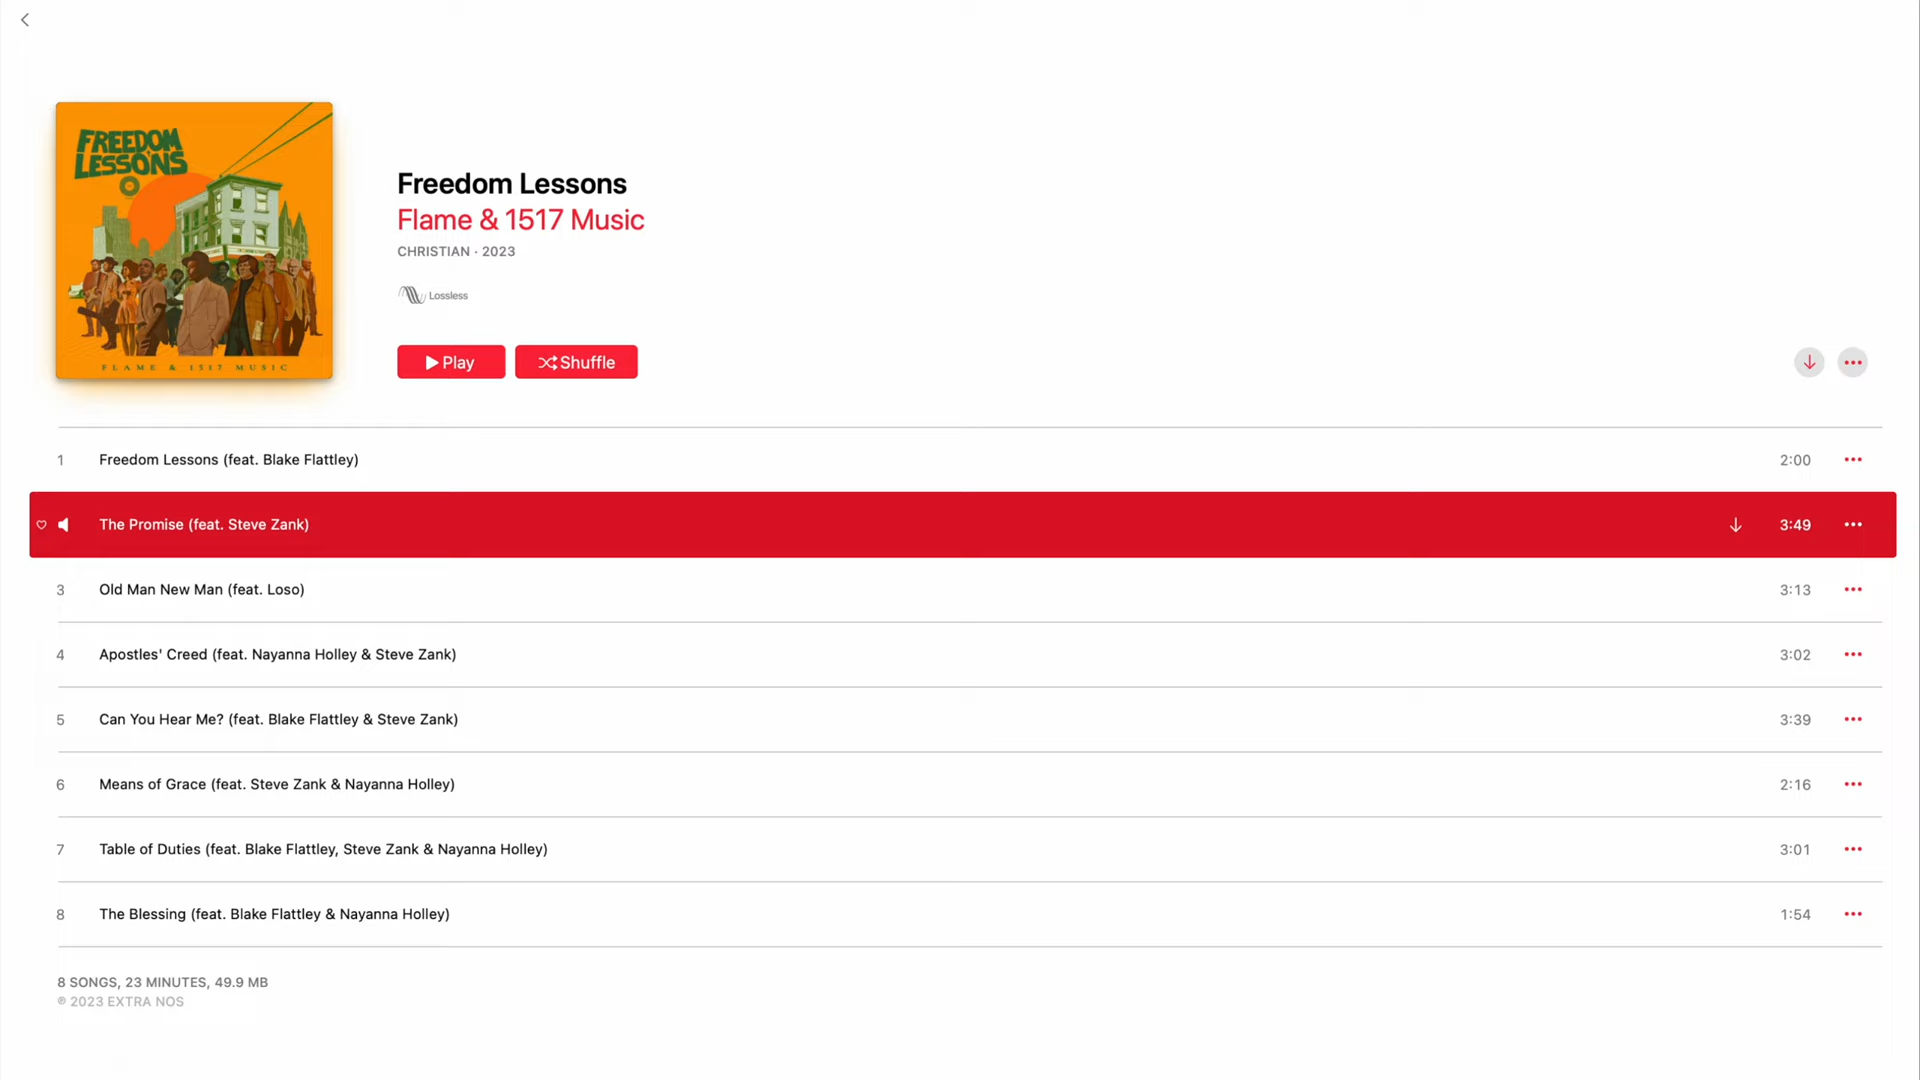 FREEDOM
LESSONS
FLAME & 1517 MUSIC
Freedom Lessons
Flame & 1517 Music
CHRISTIAN · 2023
Lossless
Play
Shuffle
1 Freedom Lessons (feat. Blake Flattley) 2:00
The Promise (feat. Steve Zank) 3:49
3 Old Man New Man (feat. Loso) 3:13
4 Apostles' Creed (feat. Nayanna Holley & Steve Zank) 3:02
5 Can You Hear Me? (feat. Blake Flattley & Steve Zank) 3:39
6 Means of Grace (feat. Steve Zank & Nayanna Holley) 2:16
7 Table of Duties (feat. Blake Flattley, Steve Zank & Nayanna Holley) 3:01
8 The Blessing (feat. Blake Flattley & Nayanna Holley) 1:54
8 SONGS, 23 MINUTES, 49.9 MB
℗ 2023 EXTRA NOS